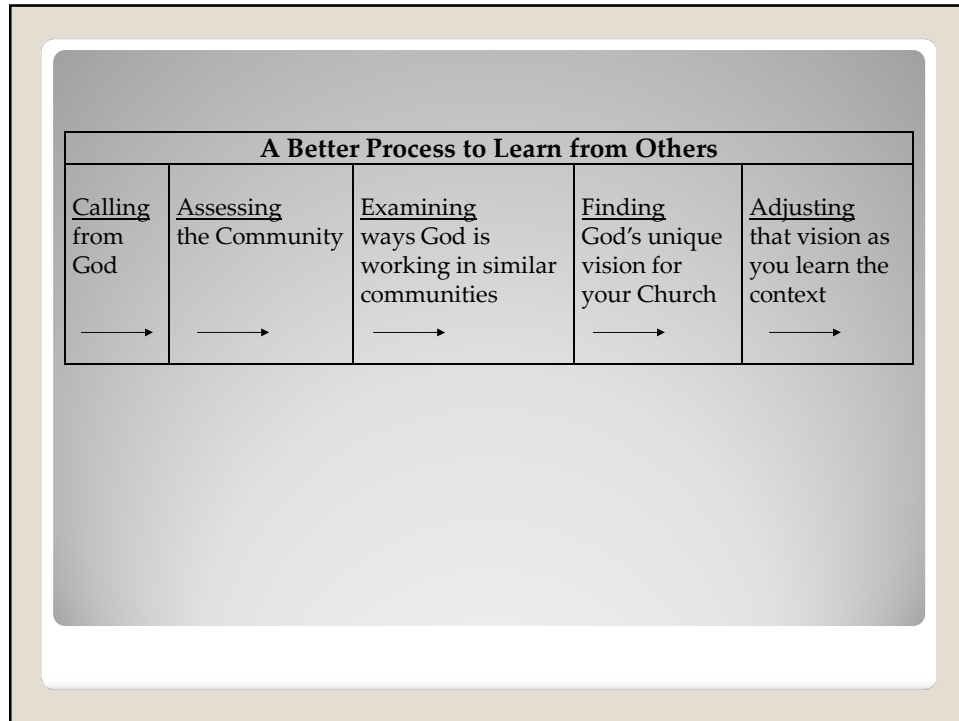 A Better Process to Learn from Others
Calling
from
God
Assessing
the Community
Examining
ways God is
working in similar
communities
Finding
God's unique
vision for
your Church
Adjusting
that vision as
you learn the
context